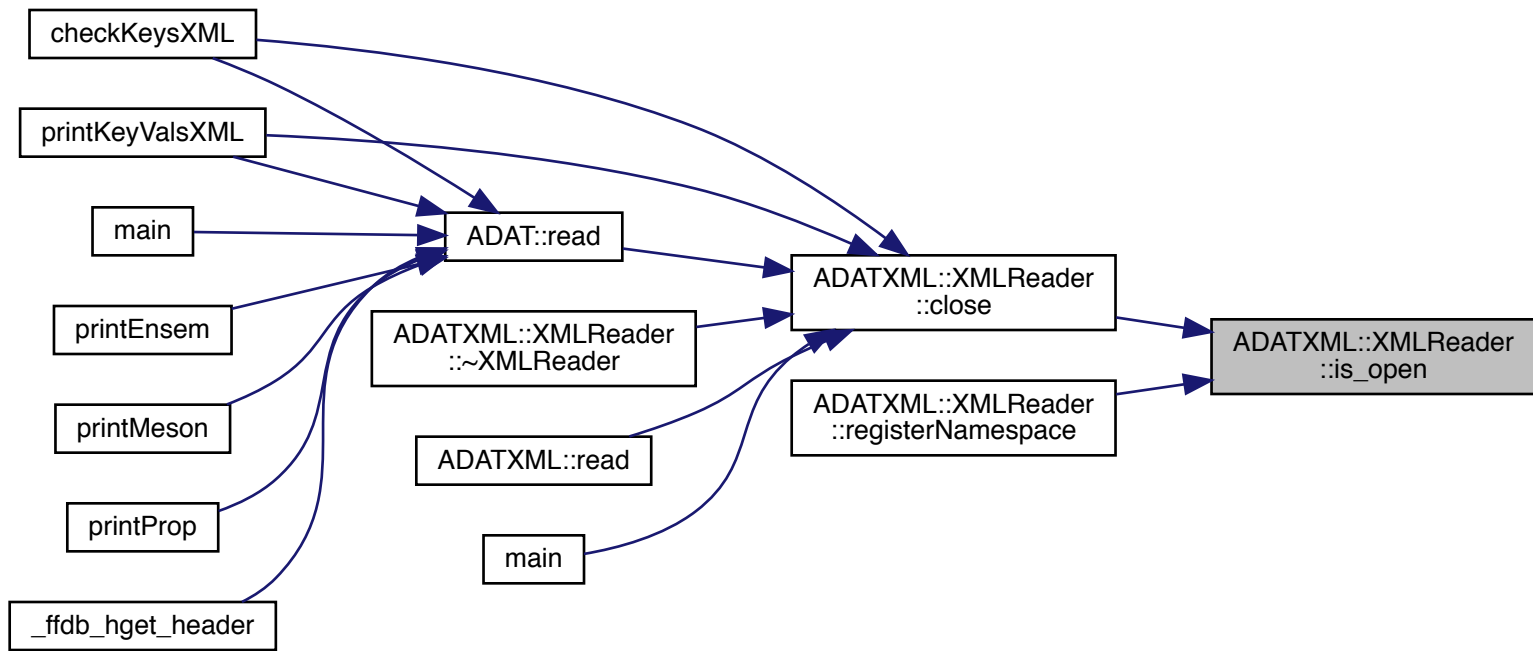 checkKeysXML
printKeyValsXML
main
printEnsem
printMeson
printProp
_ffdb_hget_header
ADAT::read
ADATXML::XMLReader
::~XMLReader
ADATXML::read
main
ADATXML::XMLReader
::close
ADATXML::XMLReader
::registerNamespace
ADATXML::XMLReader
::is_open